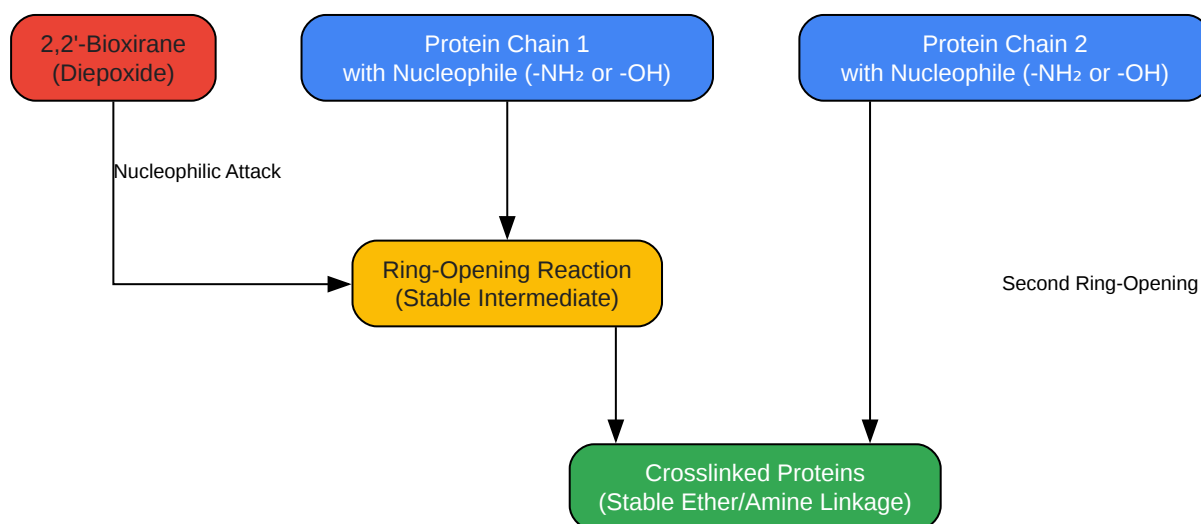 2,2'-Bioxirane
(Diepoxide)
Protein Chain 1
with Nucleophile (-NH₂ or -OH)
Protein Chain 2
with Nucleophile (-NH₂ or -OH)
Nucleophilic Attack
Ring-Opening Reaction
(Stable Intermediate)
Second Ring-Opening
Crosslinked Proteins
(Stable Ether/Amine Linkage)